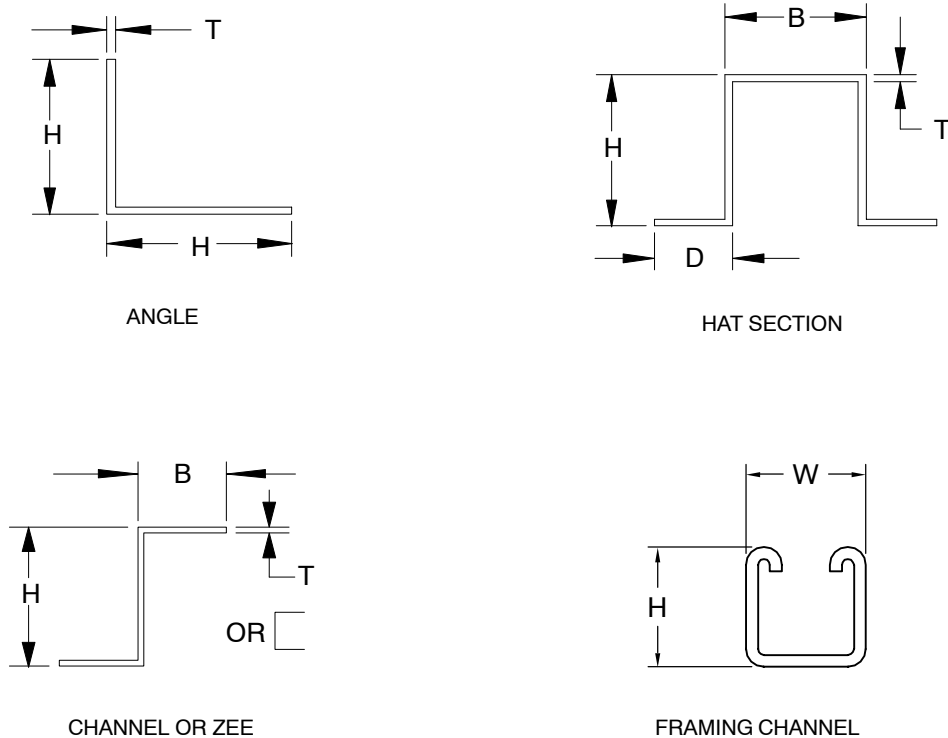 T
H
H
ANGLE
B
H
T
D
HAT SECTION
B
H
T
OR
CHANNEL OR ZEE
W
H
FRAMING CHANNEL